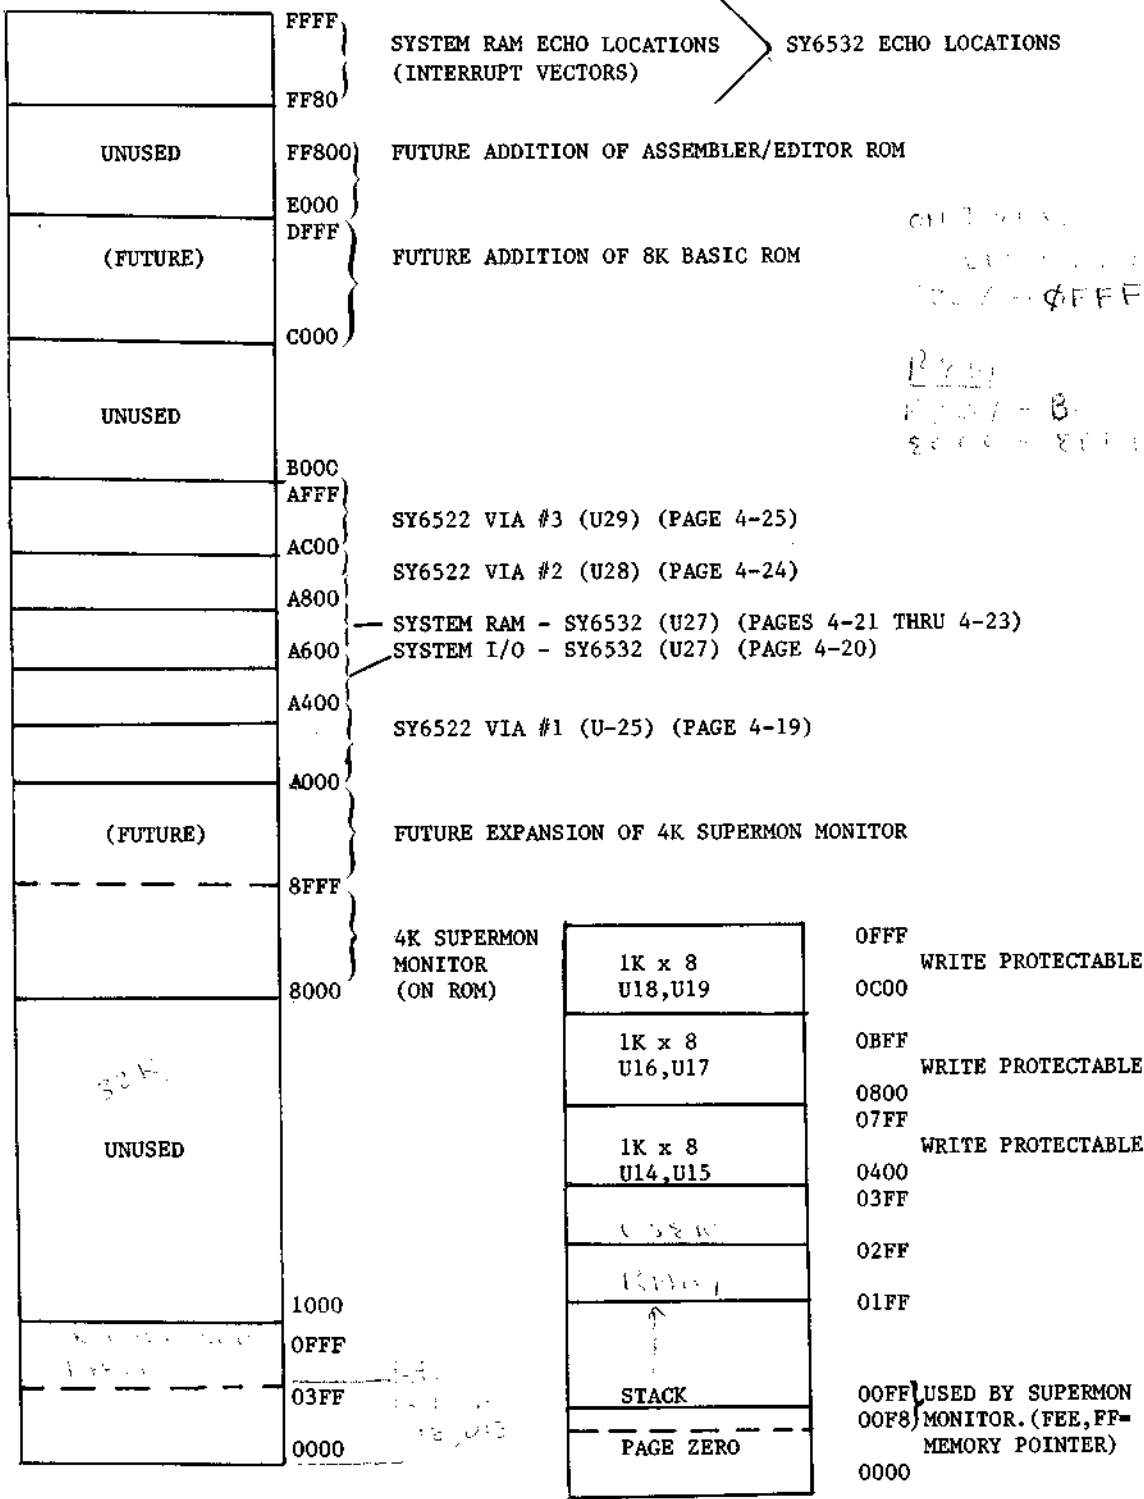 FFFF
SYSTEM RAM ECHO LOCATIONS
(INTERRUPT VECTORS)
SY6532 ECHO LOCATIONS
FF80
UNUSED
FF800
FUTURE ADDITION OF ASSEMBLER/EDITOR ROM
E000
DFFF
(FUTURE)
FUTURE ADDITION OF 8K BASIC ROM
ØFFF
C000
UNUSED
B000
AFFF
SY6522 VIA #3 (U29) (PAGE 4-25)
AC00
SY6522 VIA #2 (U28) (PAGE 4-24)
A800
SYSTEM RAM - SY6532 (U27) (PAGES 4-21 THRU 4-23)
A600
SYSTEM I/O - SY6532 (U27) (PAGE 4-20)
A400
SY6522 VIA #1 (U-25) (PAGE 4-19)
A000
(FUTURE)
FUTURE EXPANSION OF 4K SUPERMON MONITOR
8FFF
4K SUPERMON
MONITOR
(ON ROM)
8000
UNUSED
1000
0FFF
03FF
0000
0FFF
1K x 8
U18,U19
WRITE PROTECTABLE
0C00
0BFF
1K x 8
U16,U17
WRITE PROTECTABLE
0800
07FF
1K x 8
U14,U15
WRITE PROTECTABLE
0400
03FF
02FF
01FF
STACK
00FF
USED BY SUPERMON
00F8
MONITOR.(FEE,FF=
MEMORY POINTER)
PAGE ZERO
0000